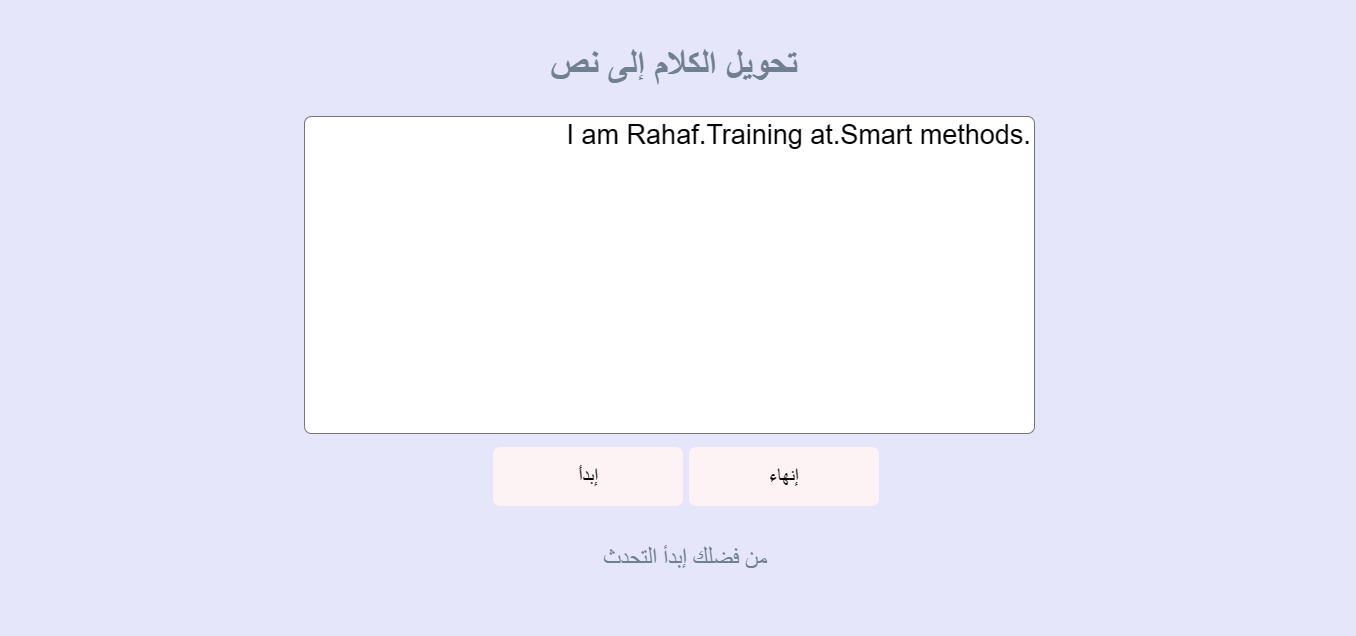 تحويل الكلام إلى نص
I am Rahaf.Training at.Smart methods.
إنهاء
إبدأ
من فضلك إبدأ التحدث